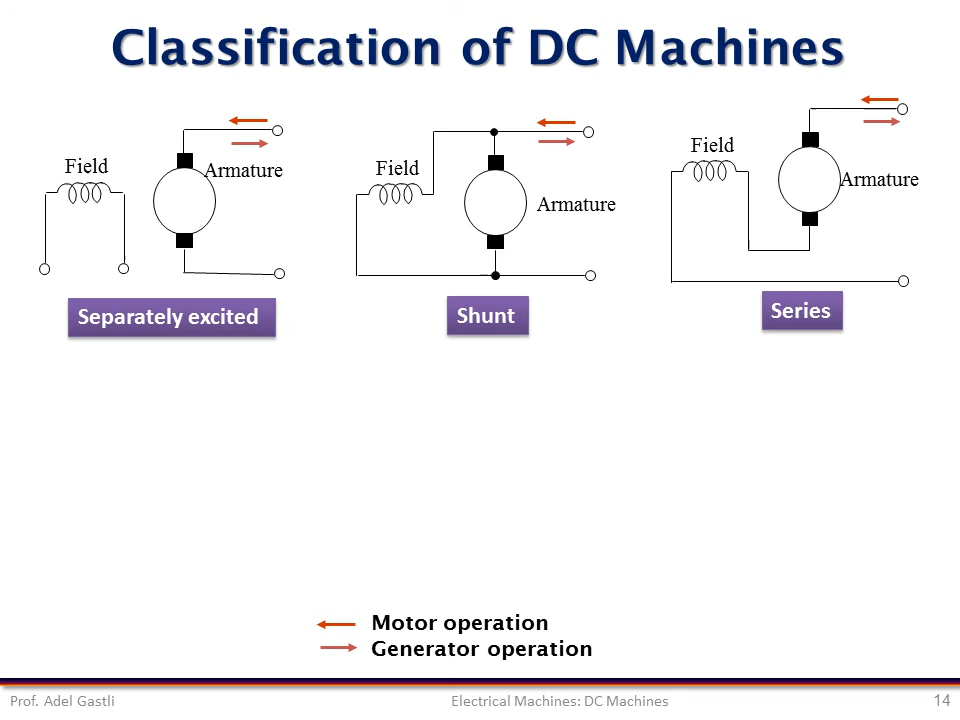 Classification of DC Machines
Field
Armature
Separately excited
Field
Armature
Shunt
Field
Armature
Series
Motor operation
Generator operation
Prof. Adel Gastli
Electrical Machines: DC Machines
14